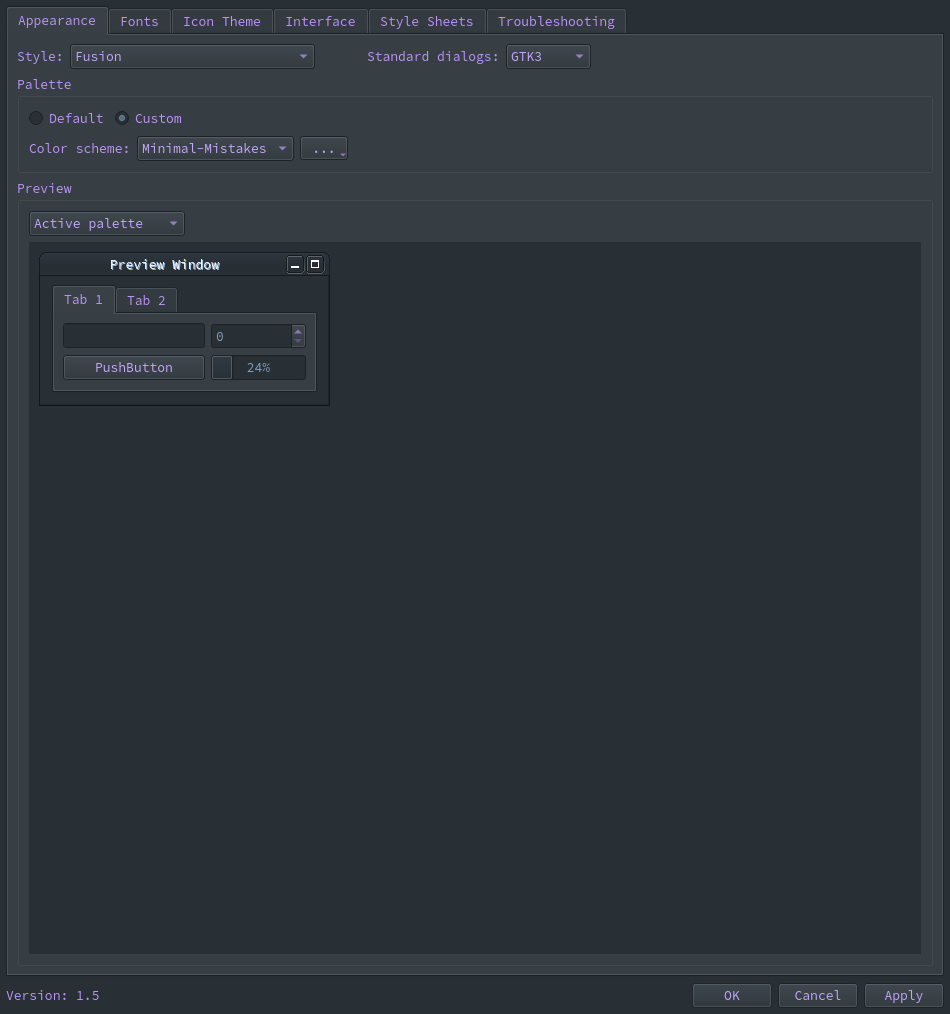 Appearance Fonts Icon Theme Interface Style Sheets Troubleshooting
Style: Fusion Standard dialogs: GTK3
Palette
Default Custom
Color scheme: Minimal-Mistakes ...
Preview
Active palette
Preview Window
Tab 1 Tab 2
0
PushButton 24%
Version: 1.5 OK Cancel Apply